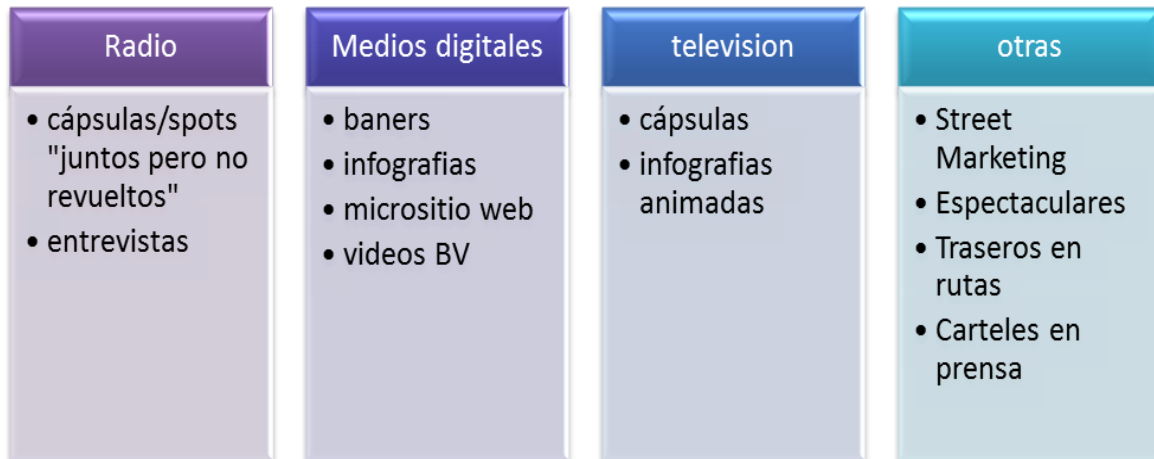 Radio
• cápsulas/spots
"juntos pero no
revueltos"
• entrevistas
Medios digitales
• baners
• infografias
• micrositio web
• videos BV
television
• cápsulas
• infografias
animadas
otras
• Street
Marketing
• Espectaculares
• Traseros en
rutas
• Carteles en
prensa